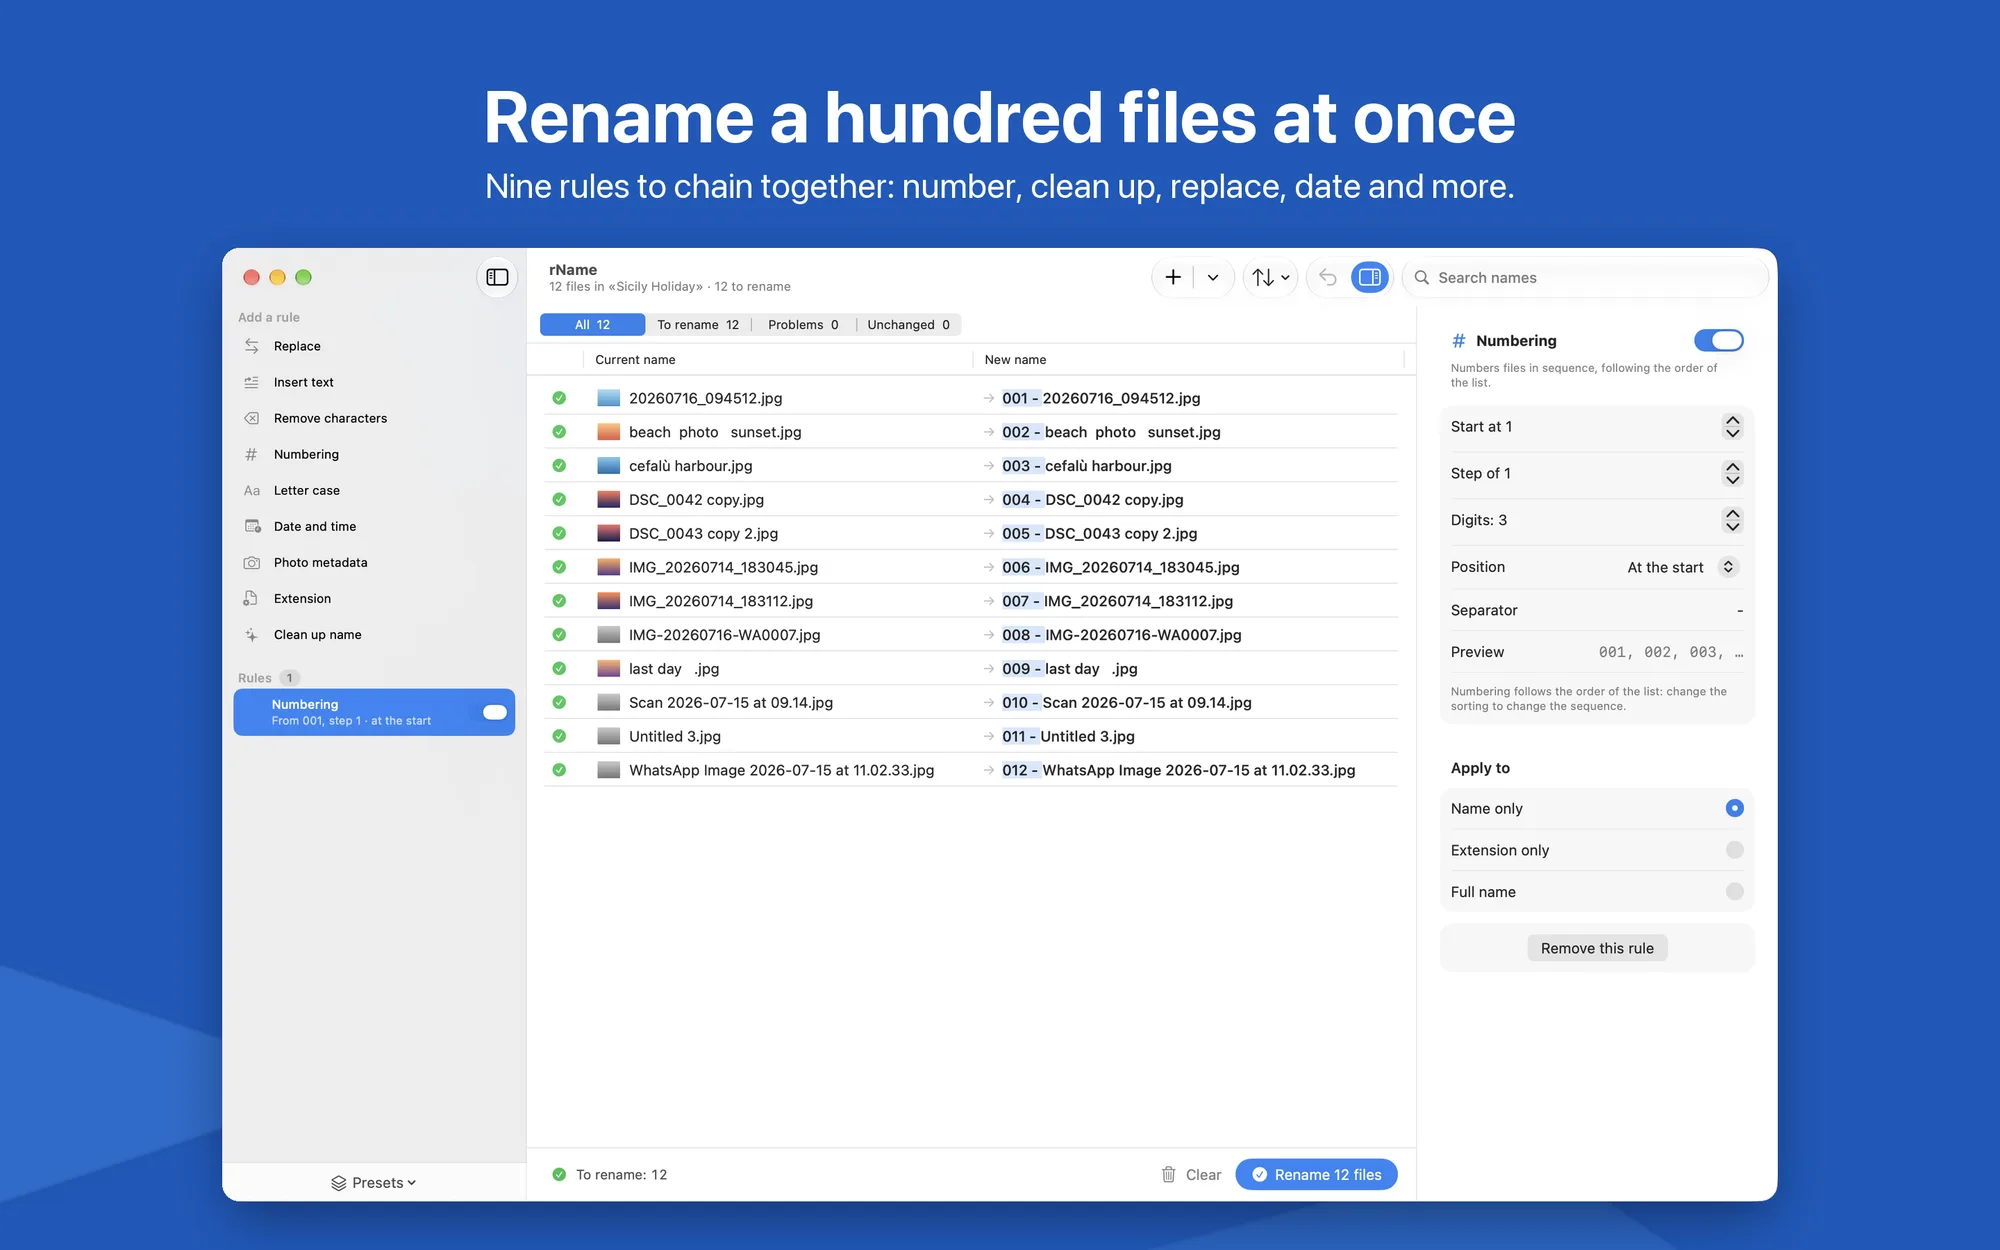 Rename a hundred files at once
Nine rules to chain together: number, clean up, replace, date and more.
Add a rule
Replace
Insert text
Remove characters
# Numbering
Aa Letter case
Date and time
Photo metadata
Extension
Clean up name
Rules 1
Numbering
From 001, step 1 · at the start
Presets
rName
12 files in «Sicily Holiday» · 12 to rename
Search names
All 12 To rename 12 Problems 0 Unchanged 0
Current name New name
20260716_094512.jpg → 001 - 20260716_094512.jpg
beach  photo   sunset.jpg → 002 - beach  photo   sunset.jpg
cefalù harbour.jpg → 003 - cefalù harbour.jpg
DSC_0042 copy.jpg → 004 - DSC_0042 copy.jpg
DSC_0043 copy 2.jpg → 005 - DSC_0043 copy 2.jpg
IMG_20260714_183045.jpg → 006 - IMG_20260714_183045.jpg
IMG_20260714_183112.jpg → 007 - IMG_20260714_183112.jpg
IMG-20260716-WA0007.jpg → 008 - IMG-20260716-WA0007.jpg
last day   .jpg → 009 - last day   .jpg
Scan 2026-07-15 at 09.14.jpg → 010 - Scan 2026-07-15 at 09.14.jpg
Untitled 3.jpg → 011 - Untitled 3.jpg
WhatsApp Image 2026-07-15 at 11.02.33.jpg → 012 - WhatsApp Image 2026-07-15 at 11.02.33.jpg
To rename: 12 Clear Rename 12 files
# Numbering
Numbers files in sequence, following the order of
the list.
Start at 1
Step of 1
Digits: 3
Position At the start
Separator -
Preview 001, 002, 003, …
Numbering follows the order of the list: change the
sorting to change the sequence.
Apply to
Name only
Extension only
Full name
Remove this rule